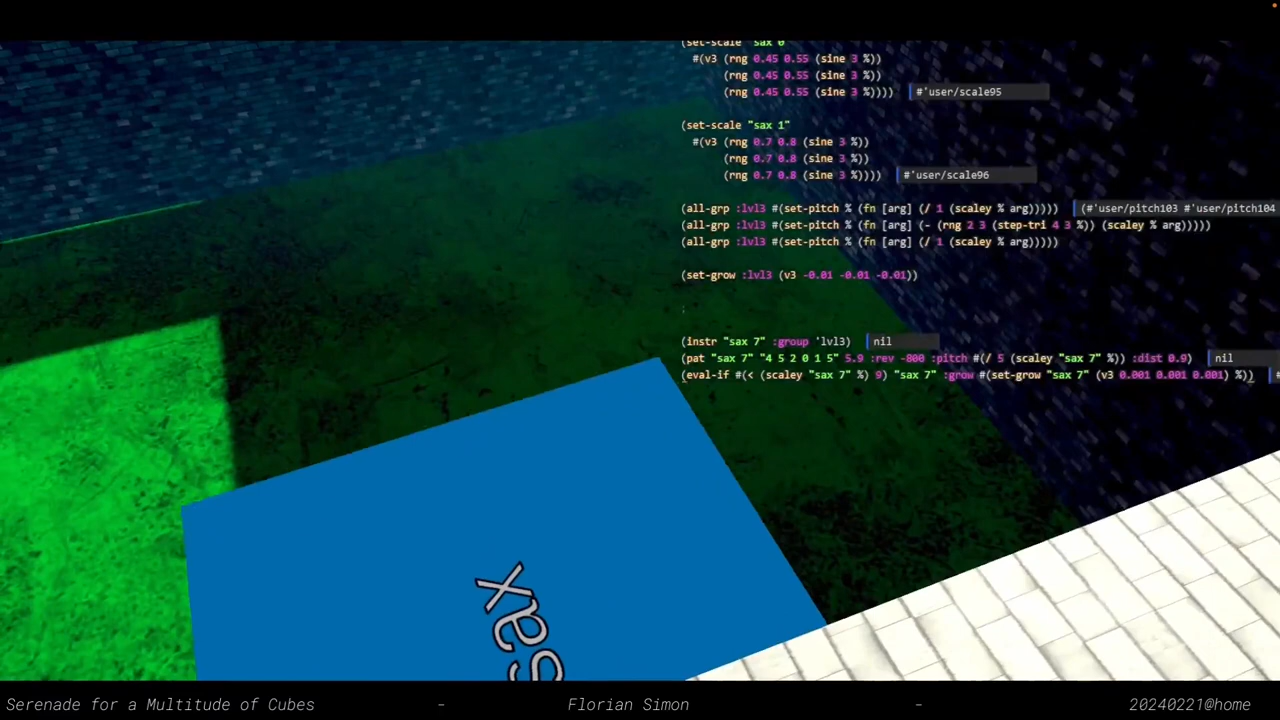 (set-scale "sax 0"
#(v3 (rng 0.45 0.55 (sine 3 %))
(rng 0.45 0.55 (sine 3 %))
(rng 0.45 0.55 (sine 3 %)))) #'user/scale95
(set-scale "sax 1"
#(v3 (rng 0.7 0.8 (sine 3 %))
(rng 0.7 0.8 (sine 3 %))
(rng 0.7 0.8 (sine 3 %)))) #'user/scale96
(all-grp :lvl3 #(set-pitch % (fn [arg] (/ 1 (scaley % arg))))) (#'user/pitch103 #'user/pitch104
(all-grp :lvl3 #(set-pitch % (fn [arg] (- (rng 2 3 (step-tri 4 3 %)) (scaley % arg)))))
(all-grp :lvl3 #(set-pitch % (fn [arg] (/ 1 (scaley % arg)))))
(set-grow :lvl3 (v3 -0.01 -0.01 -0.01))
;
(instr "sax 7" :group 'lvl3) nil
(pat "sax 7" "4 5 2 0 1 5" 5.9 :rev -800 :pitch #(/ 5 (scaley "sax 7" %)) :dist 0.9) nil
(eval-if #(< (scaley "sax 7" %) 9) "sax 7" :grow #(set-grow "sax 7" (v3 0.001 0.001 0.001) %)) #
sax
Serenade for a Multitude of Cubes - Florian Simon - 20240221@home